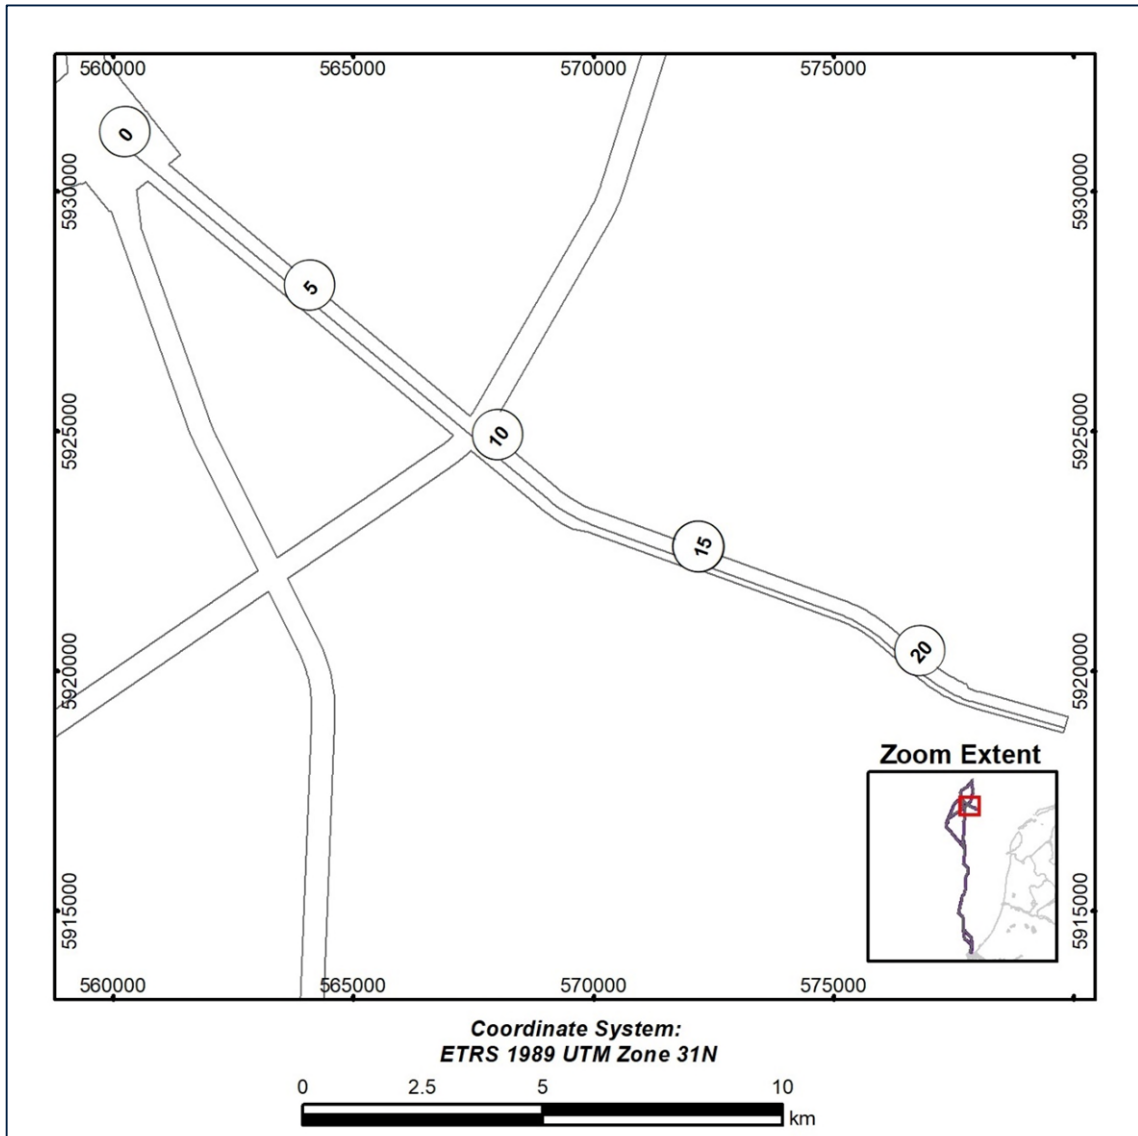 560000 565000 570000 575000
0
5930000 5930000
5
5925000 5925000
10
15
20
5920000 5920000
Zoom Extent
5915000 5915000
560000 565000 570000 575000
Coordinate System:
ETRS 1989 UTM Zone 31N
0 2.5 5 10
km